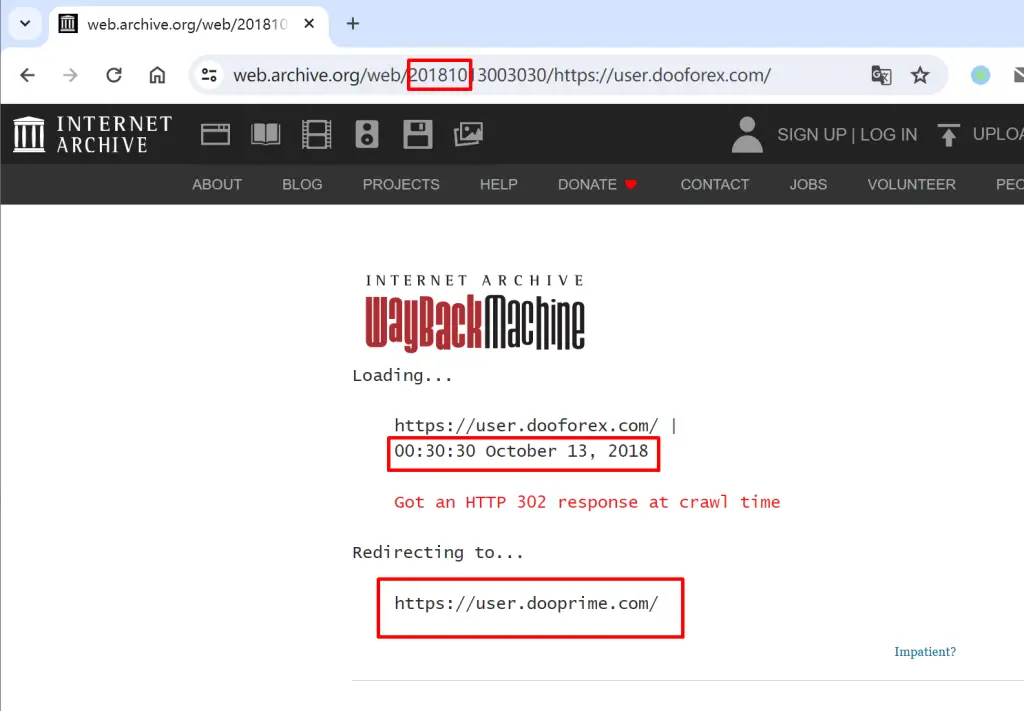 web.archive.org/web/20181
web.archive.org/web/20181013003030/https://user.dooforex.com/
INTERNET
ARCHIVE
SIGN UP | LOG IN
UPLOA
ABOUT
BLOG
PROJECTS
HELP
DONATE
CONTACT
JOBS
VOLUNTEER
PEO
INTERNET ARCHIVE
WayBackMachine
Loading...
https://user.dooforex.com/ |
00:30:30 October 13, 2018
Got an HTTP 302 response at crawl time
Redirecting to...
https://user.dooprime.com/
Impatient?